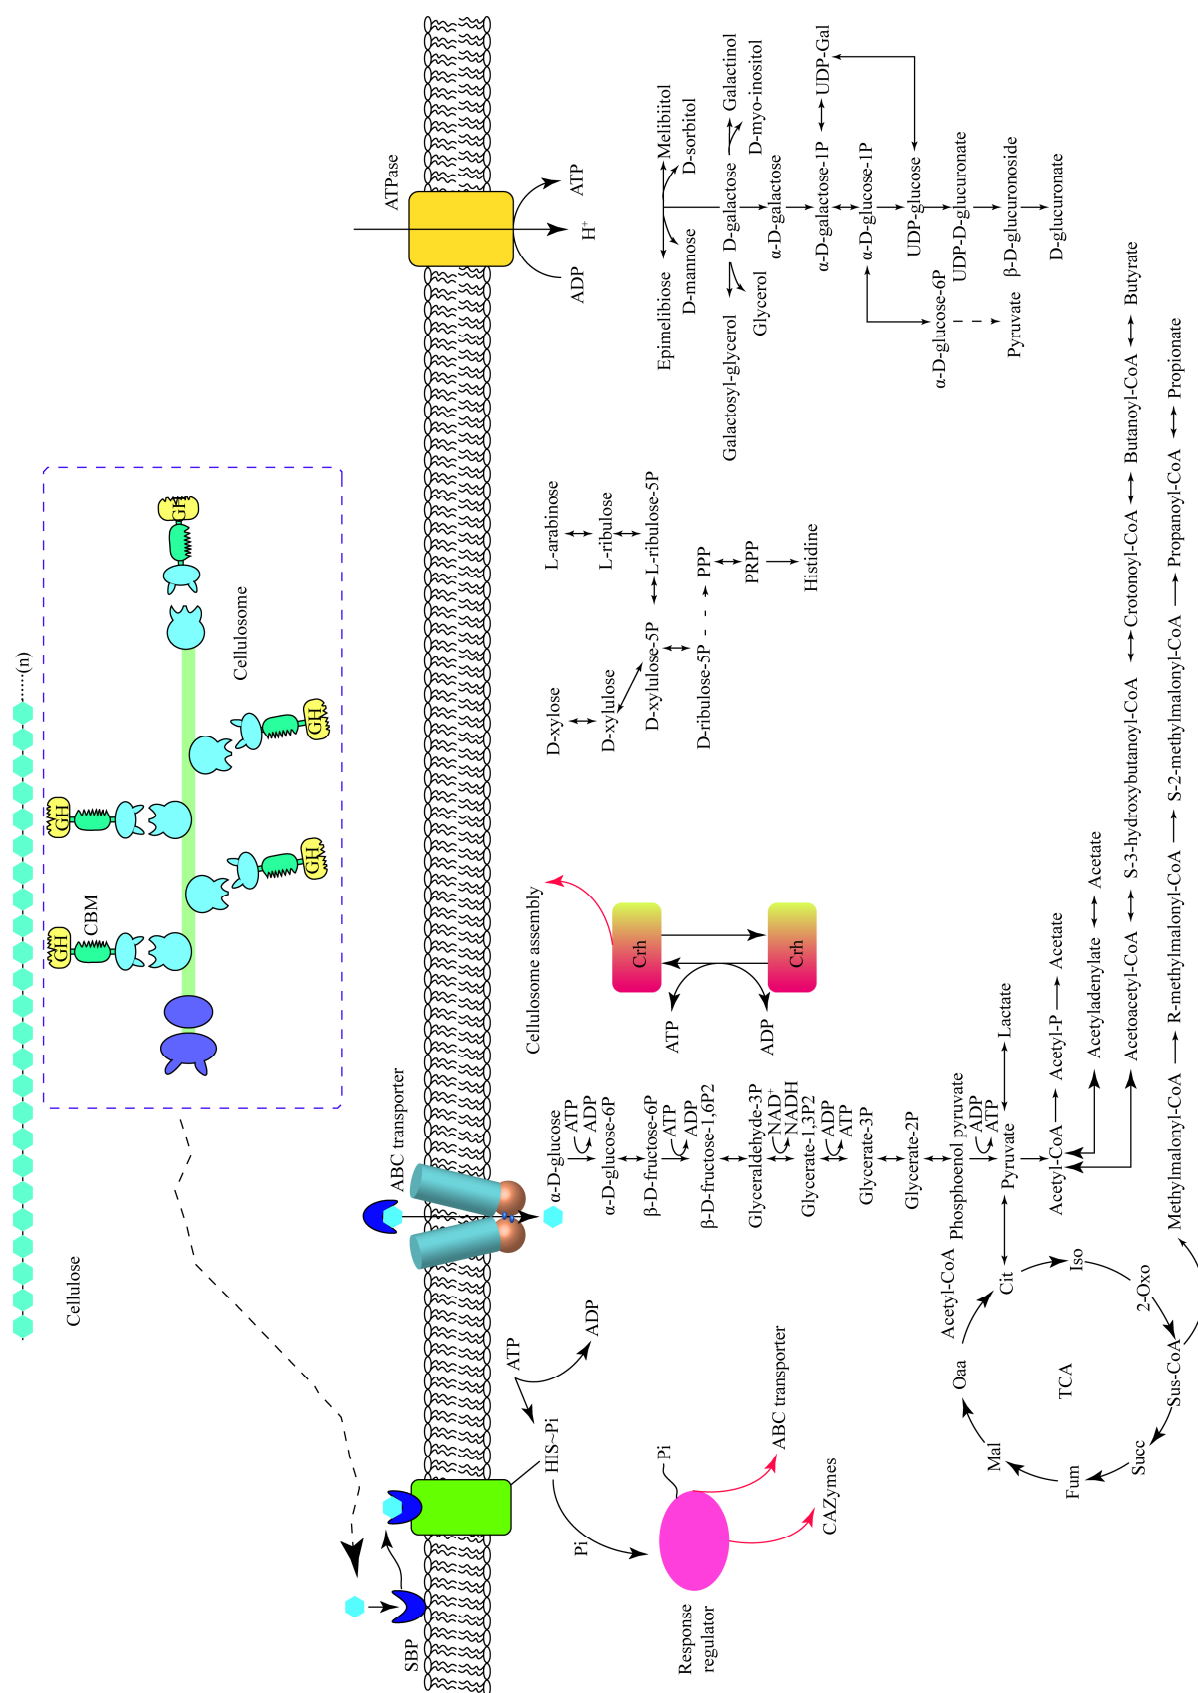 Cellulose
(n)
GH
CBM
GH
GH
GH
GH
Cellulosome
SBP
ABC transporter
ATPase
ATP
ADP
HIS~Pi
Pi
Pi
Response
regulator
CAZymes
ABC transporter
ADP
H⁺
ATP
α-D-glucose
ATP
ADP
α-D-glucose-6P
β-D-fructose-6P
ATP
ADP
β-D-fructose-1,6P2
Glyceraldehyde-3P
NAD⁺
NADH
Glycerate-1,3P2
ADP
ATP
Glycerate-3P
Glycerate-2P
Phosphoenol pyruvate
ADP
ATP
Pyruvate
Lactate
Acetyl-CoA
Acetyl-P
Acetate
Acetyladenylate
Acetate
Acetoacetyl-CoA
S-3-hydroxybutanoyl-CoA
Crotonoyl-CoA
Butanoyl-CoA
Butyrate
Methylmalonyl-CoA
R-methylmalonyl-CoA
S-2-methylmalonyl-CoA
Propanoyl-CoA
Propionate
Acetyl-CoA
Oaa
Cit
Iso
2-Oxo
Sus-CoA
Succ
Fum
Mal
TCA
Cellulosome assembly
Crh
ATP
ADP
Crh
D-xylose
D-xylulose
D-xylulose-5P
D-ribulose-5P
L-arabinose
L-ribulose
L-ribulose-5P
PPP
PRPP
Histidine
Epimelibiose
D-mannose
Melibiitol
D-sorbitol
Galactosyl-glycerol
Glycerol
D-galactose
Galactinol
D-myo-inositol
α-D-galactose
α-D-galactose-1P
UDP-Gal
α-D-glucose-1P
UDP-glucose
α-D-glucose-6P
Pyruvate
UDP-D-glucuronate
β-D-glucuronoside
D-glucuronate